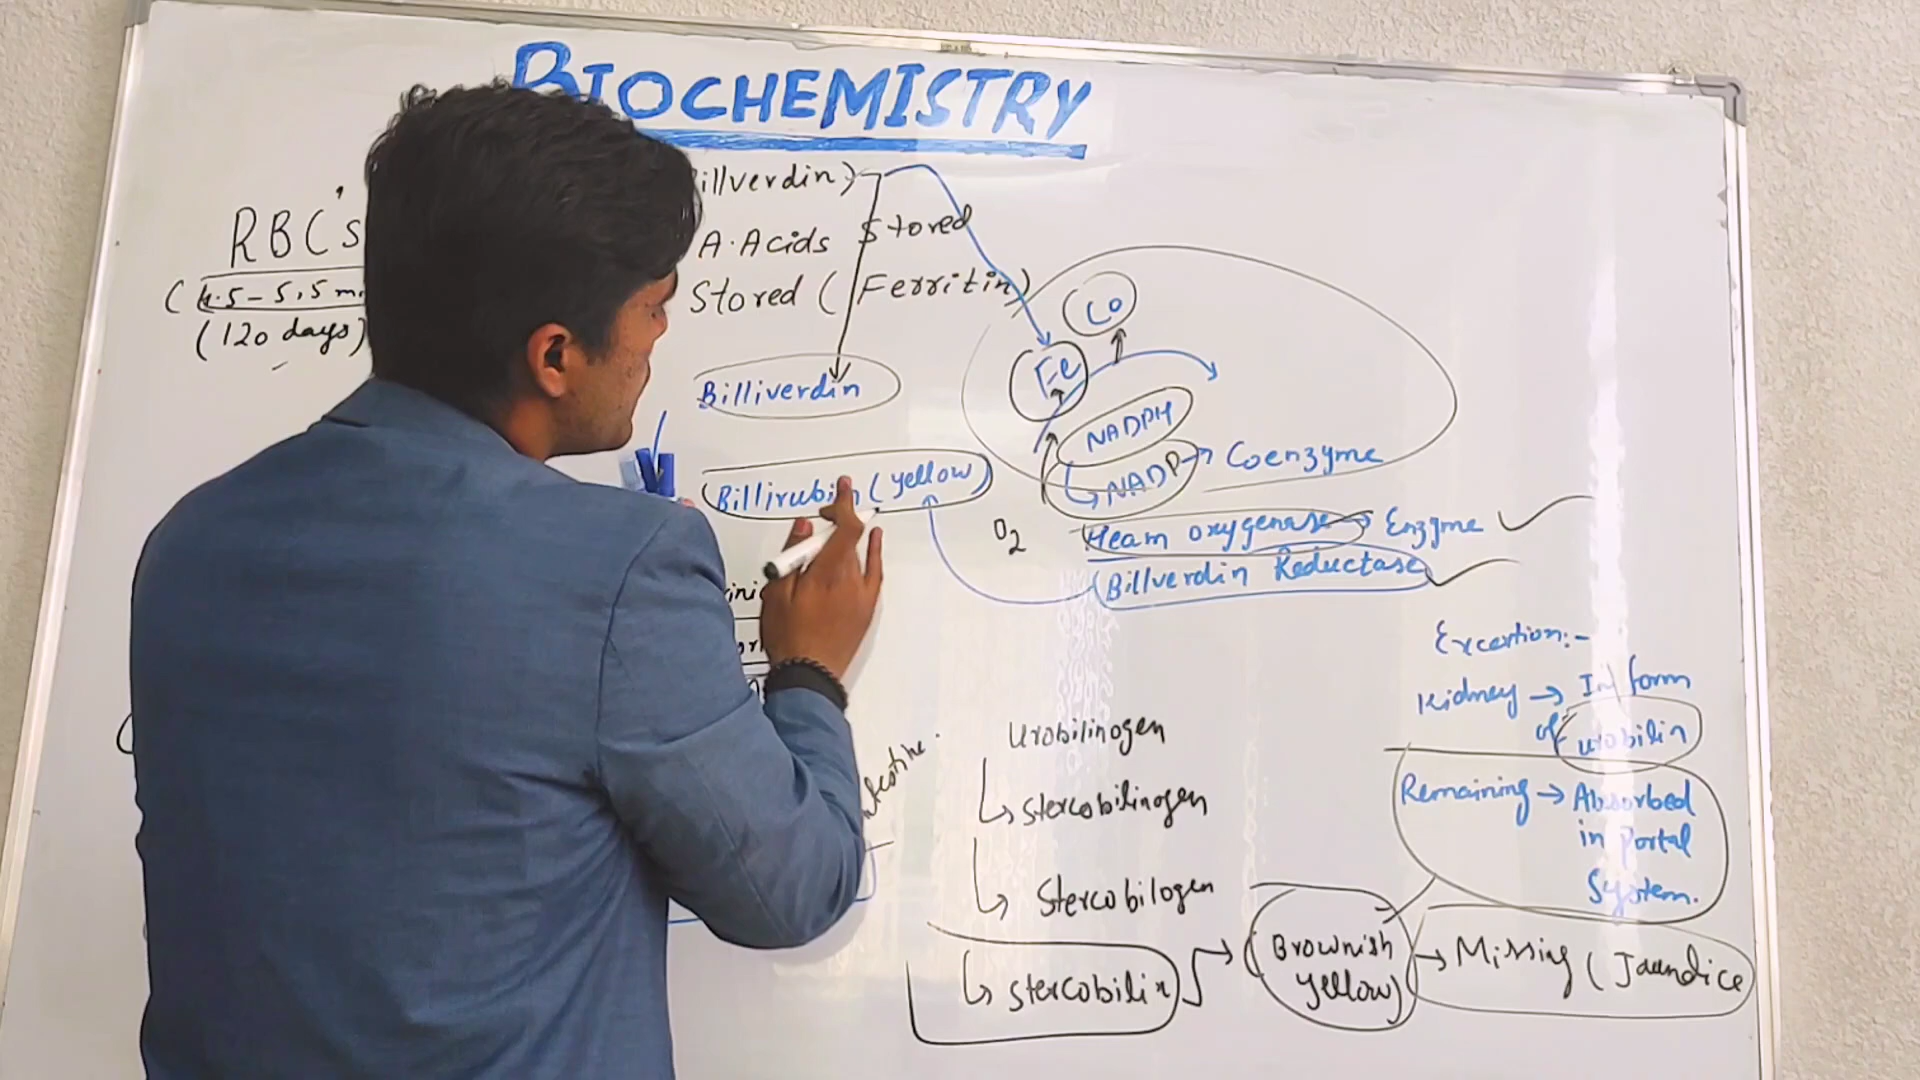 BIOCHEMISTRY
illverdin)
RBC's
A.Acids Stored
(4.5-5.5 m
Stored (Ferritin)
(120 days)
CO
Fe
Billiverdin
NADPH
NADP → Coenzyme
Billirubin (yellow)
O2
Heam oxygenase → Enzyme
Billverdin Reductase
Excertion:-
Kidney → In form
of urobilin
Urobilinogen
Remaining → Absorbed
in Portal
System.
Stercobilinogen
Stercobilogen
Stercobilin
Brownish
yellow)
→ Missing (Jaundice